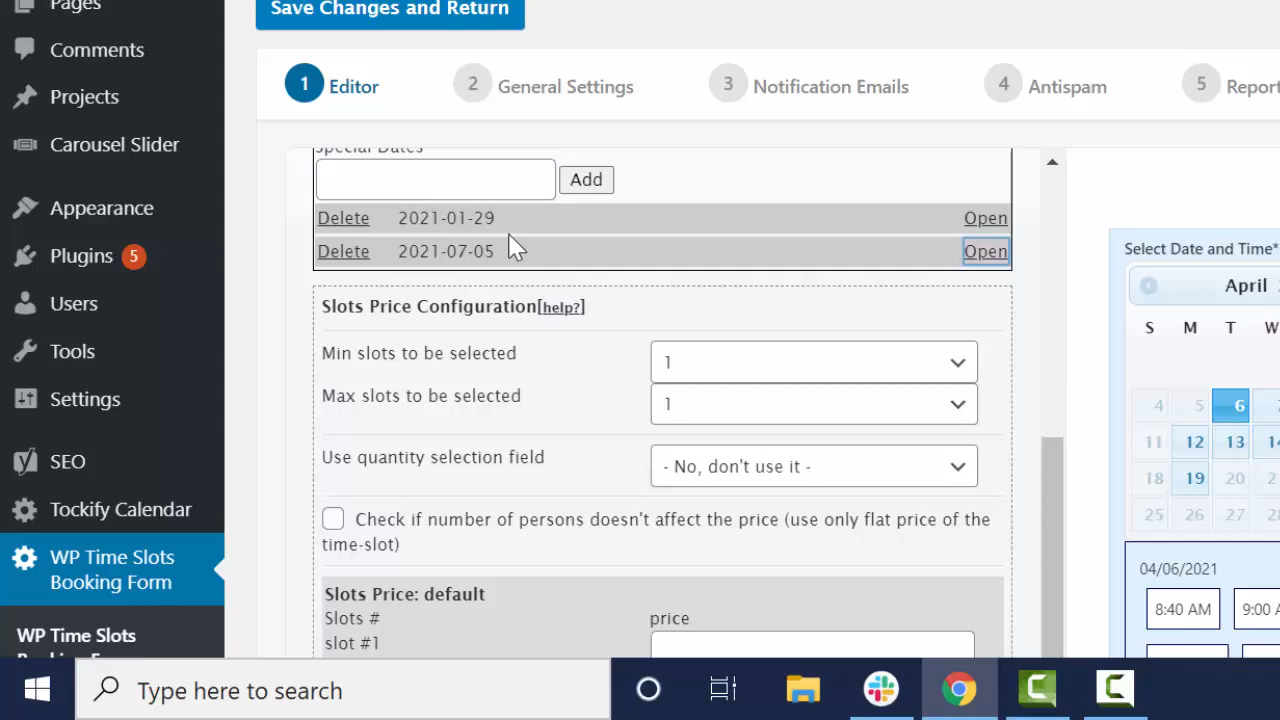 Pages
Save Changes and Return
Comments
1 Editor
2 General Settings
3 Notification Emails
4 Antispam
5 Report
Projects
Carousel Slider
Special Dates
Add
Appearance
Delete 2021-01-29 Open
Plugins 5
Delete 2021-07-05 Open
Select Date and Time*
April
Users
Slots Price Configuration[help?]
S M T W
Tools
Min slots to be selected
1
Settings
Max slots to be selected
1
4 5 6
11 12 13 14
SEO
Use quantity selection field
- No, don't use it -
18 19 20
Tockify Calendar
Check if number of persons doesn't affect the price (use only flat price of the
time-slot)
25 26 27 28
WP Time Slots
Booking Form
04/06/2021
Slots Price: default
8:40 AM 9:00 A
Slots # price
WP Time Slots
slot #1
Type here to search